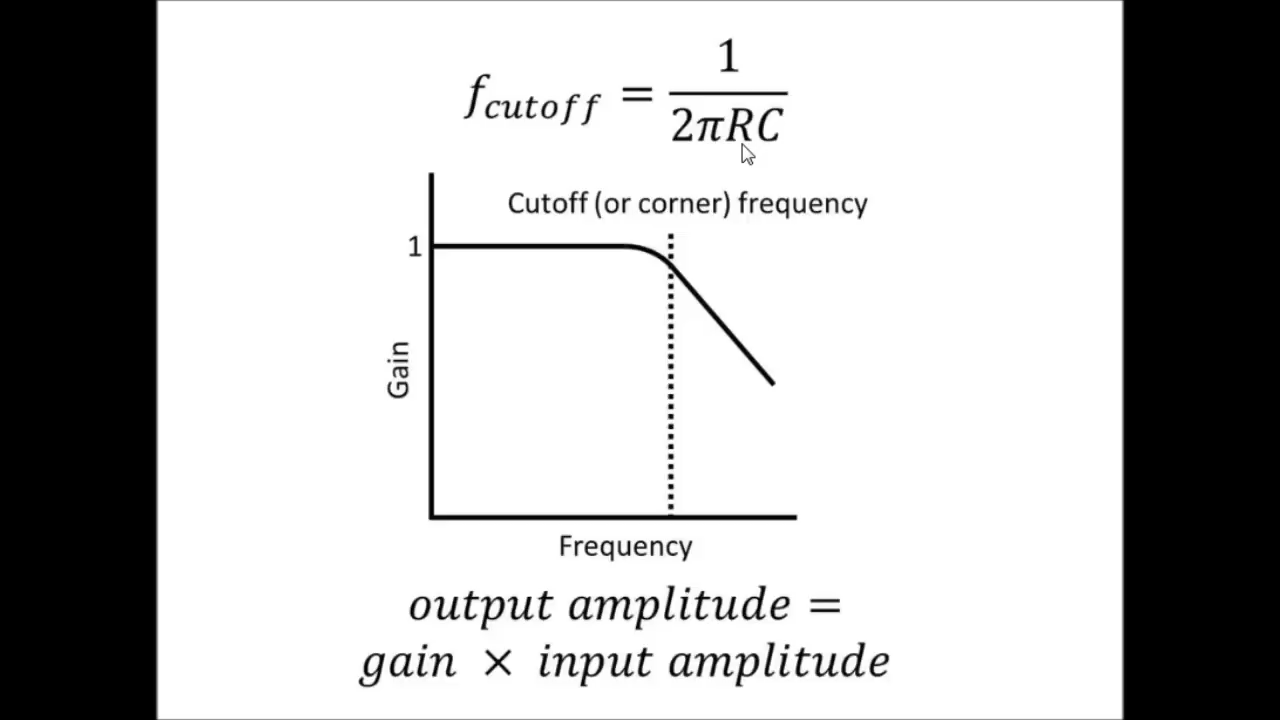 f_cutoff = 1 / 2πRC
Cutoff (or corner) frequency
1
Gain
Frequency
output amplitude =
gain × input amplitude